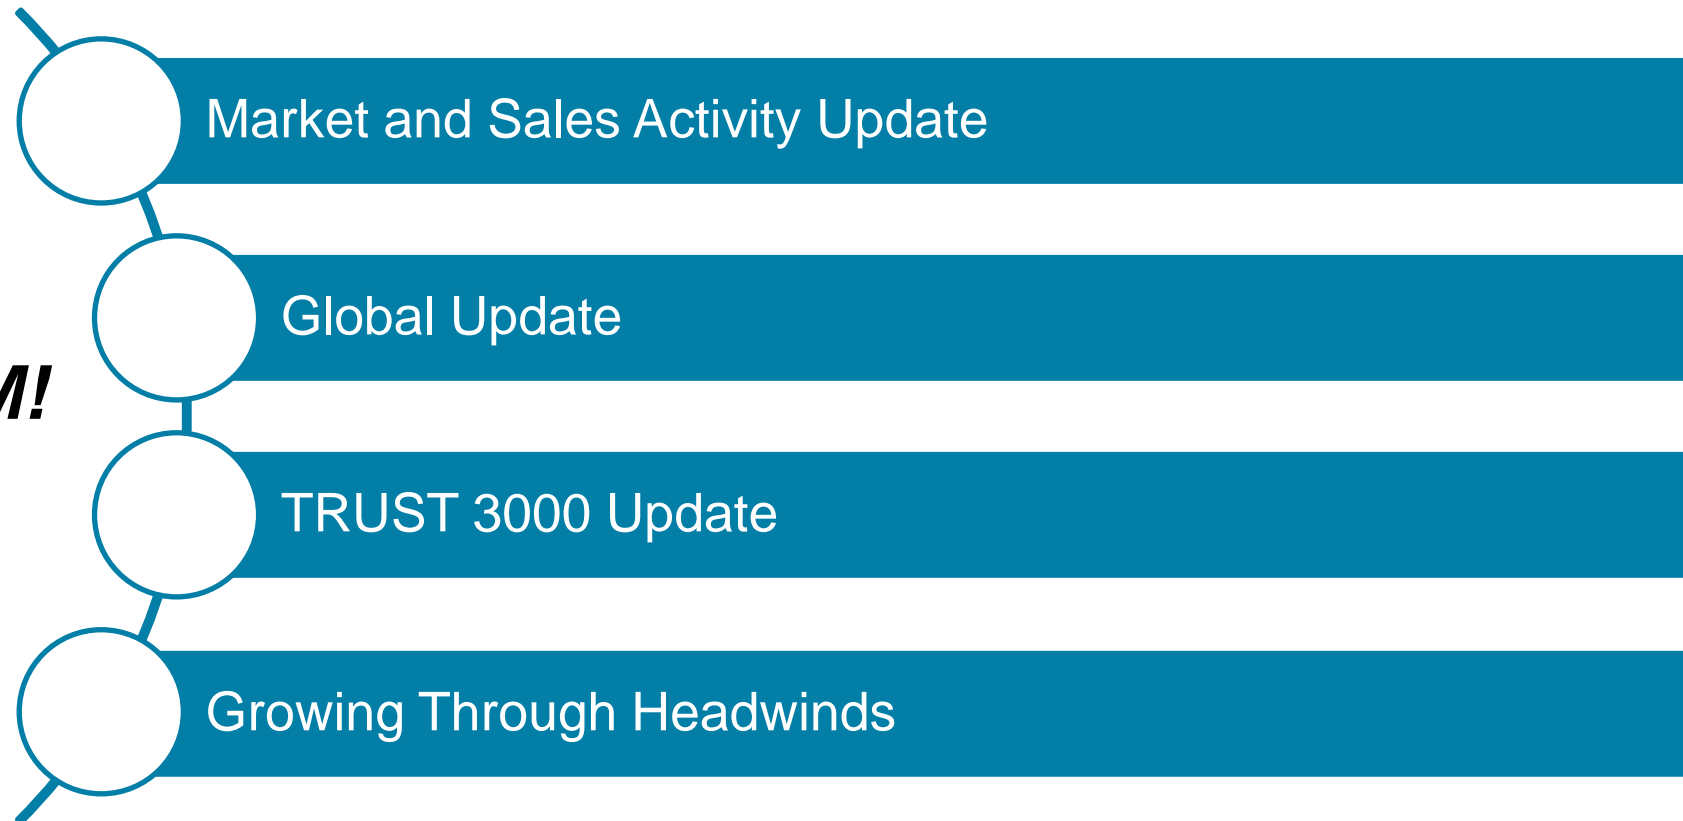 Market and Sales Activity Update
Global Update
M!
TRUST 3000 Update
Growing Through Headwinds